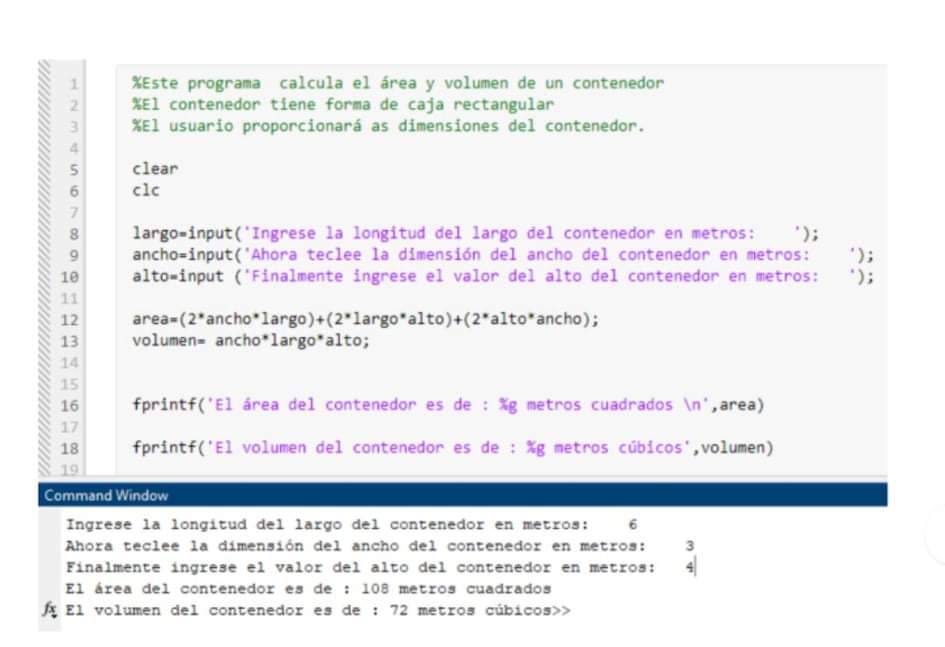 1 %Este programa  calcula el área y volumen de un contenedor
2 %El contenedor tiene forma de caja rectangular
3 %El usuario proporcionará as dimensiones del contenedor.
4
5 clear
6 clc
7
8 largo=input('Ingrese la longitud del largo del contenedor en metros:    ');
9 ancho=input('Ahora teclee la dimensión del ancho del contenedor en metros:    ');
10 alto=input ('Finalmente ingrese el valor del alto del contenedor en metros:   ');
11
12 area=(2*ancho*largo)+(2*largo*alto)+(2*alto*ancho);
13 volumen= ancho*largo*alto;
14
15
16 fprintf('El área del contenedor es de : %g metros cuadrados \n',area)
17
18 fprintf('El volumen del contenedor es de : %g metros cúbicos',volumen)
19
Command Window
Ingrese la longitud del largo del contenedor en metros:    6
Ahora teclee la dimensión del ancho del contenedor en metros:    3
Finalmente ingrese el valor del alto del contenedor en metros:   4
El área del contenedor es de : 108 metros cuadrados
fx El volumen del contenedor es de : 72 metros cúbicos>>